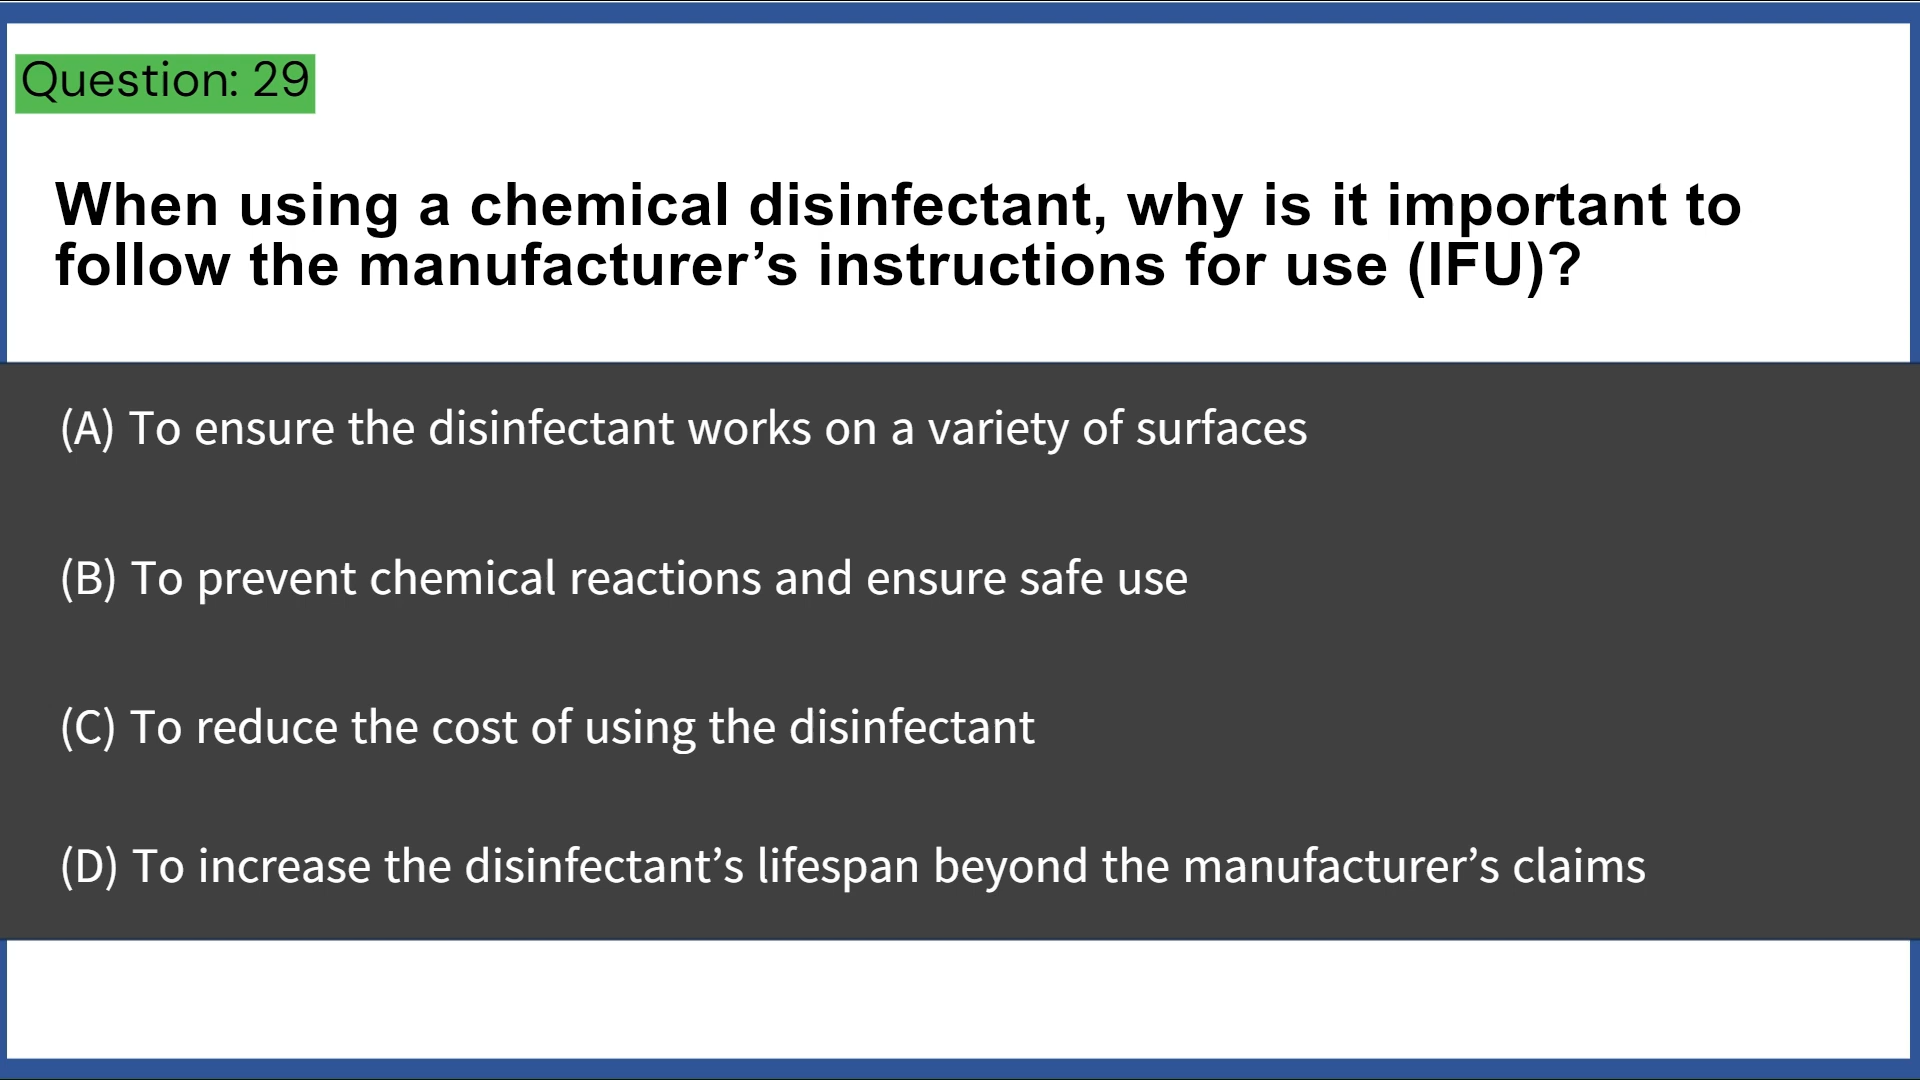 Question: 29
When using a chemical disinfectant, why is it important to
follow the manufacturer’s instructions for use (IFU)?
(A) To ensure the disinfectant works on a variety of surfaces
(B) To prevent chemical reactions and ensure safe use
(C) To reduce the cost of using the disinfectant
(D) To increase the disinfectant’s lifespan beyond the manufacturer’s claims